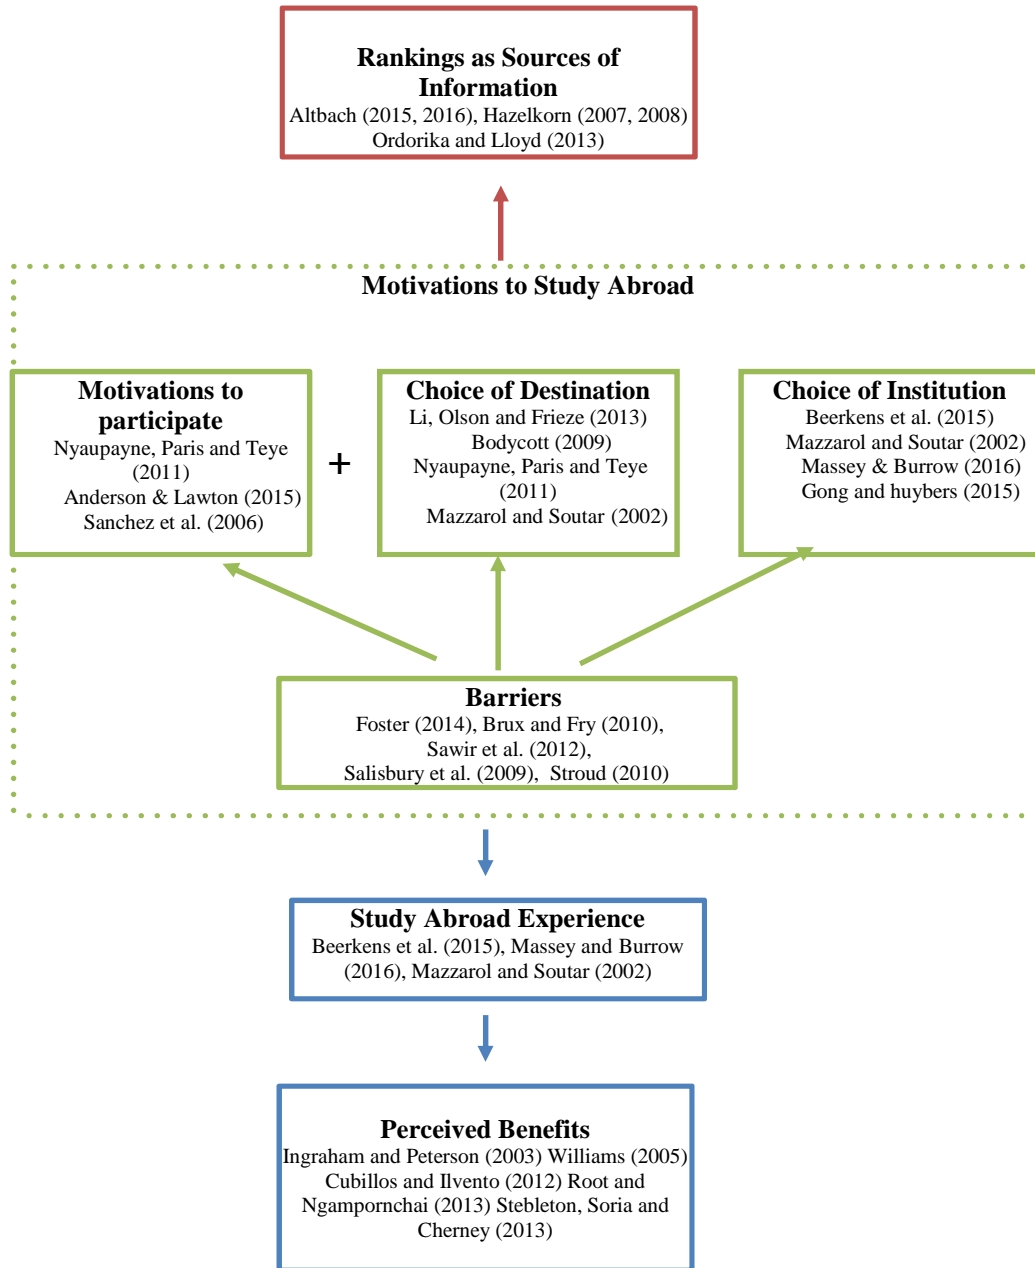 Rankings as Sources of
Information
Altbach (2015, 2016), Hazelkorn (2007, 2008)
Ordorika and Lloyd (2013)
Motivations to Study Abroad
Motivations to
participate
Nyaupayne, Paris and Teye
(2011)
Anderson & Lawton (2015)
Sanchez et al. (2006)
+
Choice of Destination
Li, Olson and Frieze (2013)
Bodycott (2009)
Nyaupayne, Paris and Teye
(2011)
Mazzarol and Soutar (2002)
Choice of Institution
Beerkens et al. (2015)
Mazzarol and Soutar (2002)
Massey & Burrow (2016)
Gong and huybers (2015)
Barriers
Foster (2014), Brux and Fry (2010),
Sawir et al. (2012),
Salisbury et al. (2009), Stroud (2010)
Study Abroad Experience
Beerkens et al. (2015), Massey and Burrow
(2016), Mazzarol and Soutar (2002)
Perceived Benefits
Ingraham and Peterson (2003) Williams (2005)
Cubillos and Ilvento (2012) Root and
Ngampornchai (2013) Stebleton, Soria and
Cherney (2013)